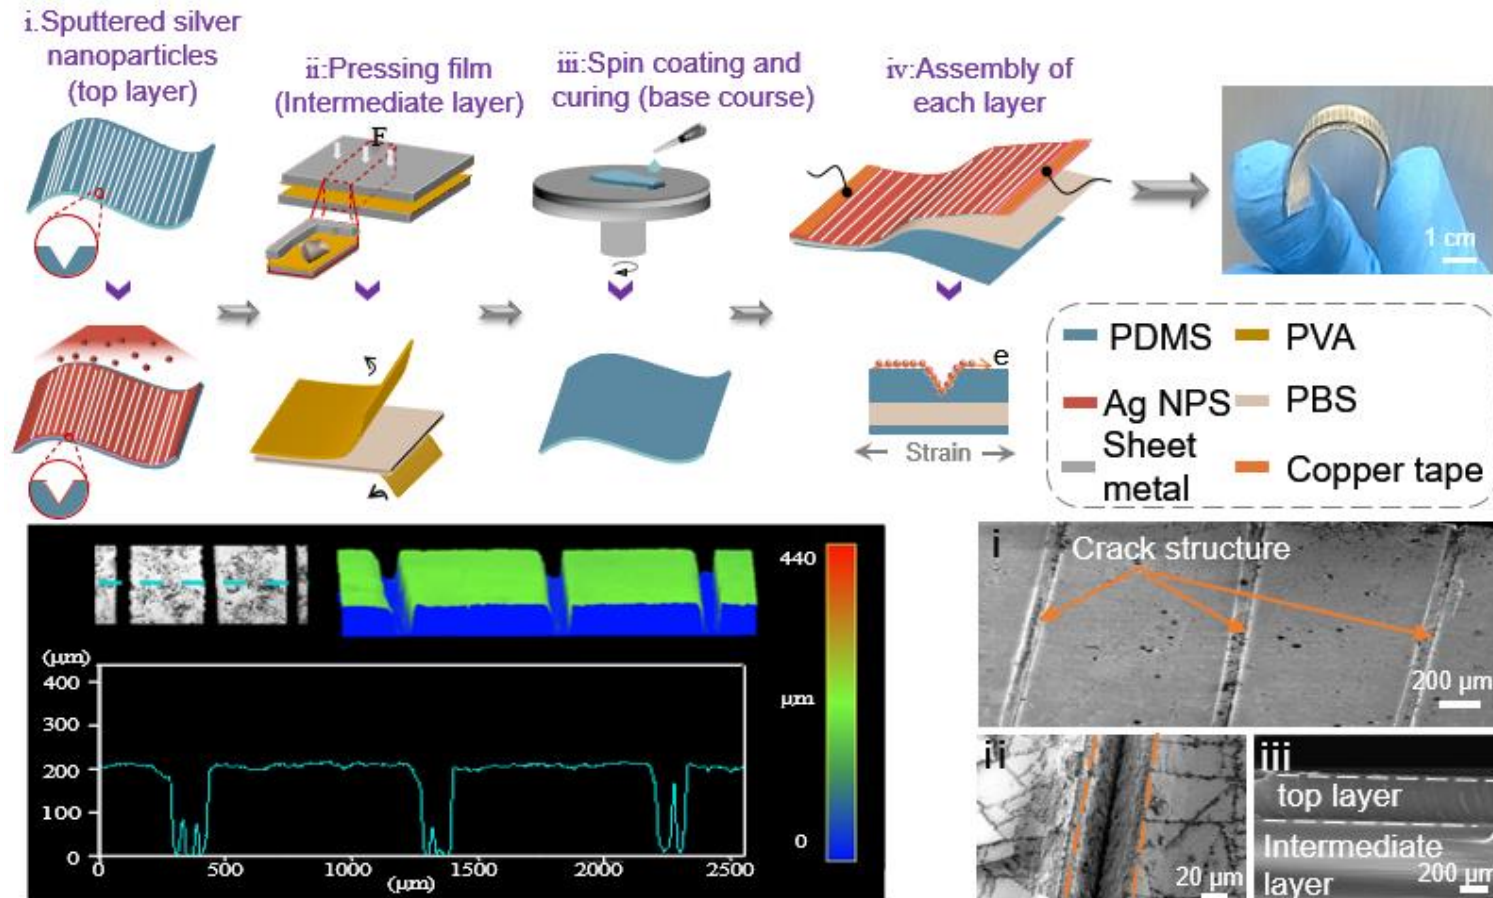 i.Sputtered silver
nanoparticles
(top layer)
ii:Pressing film
(Intermediate layer)
iii:Spin coating and
curing (base course)
iv:Assembly of
each layer
F
1 cm
e
Strain
PDMS
PVA
Ag NPS
PBS
Sheet
metal
Copper tape
440
μm
0
(μm)
400
300
200
100
0
0
500
1000
1500
2000
2500
(μm)
i
Crack structure
200 μm
ii
20 μm
iii
top layer
Intermediate
layer
200 μm